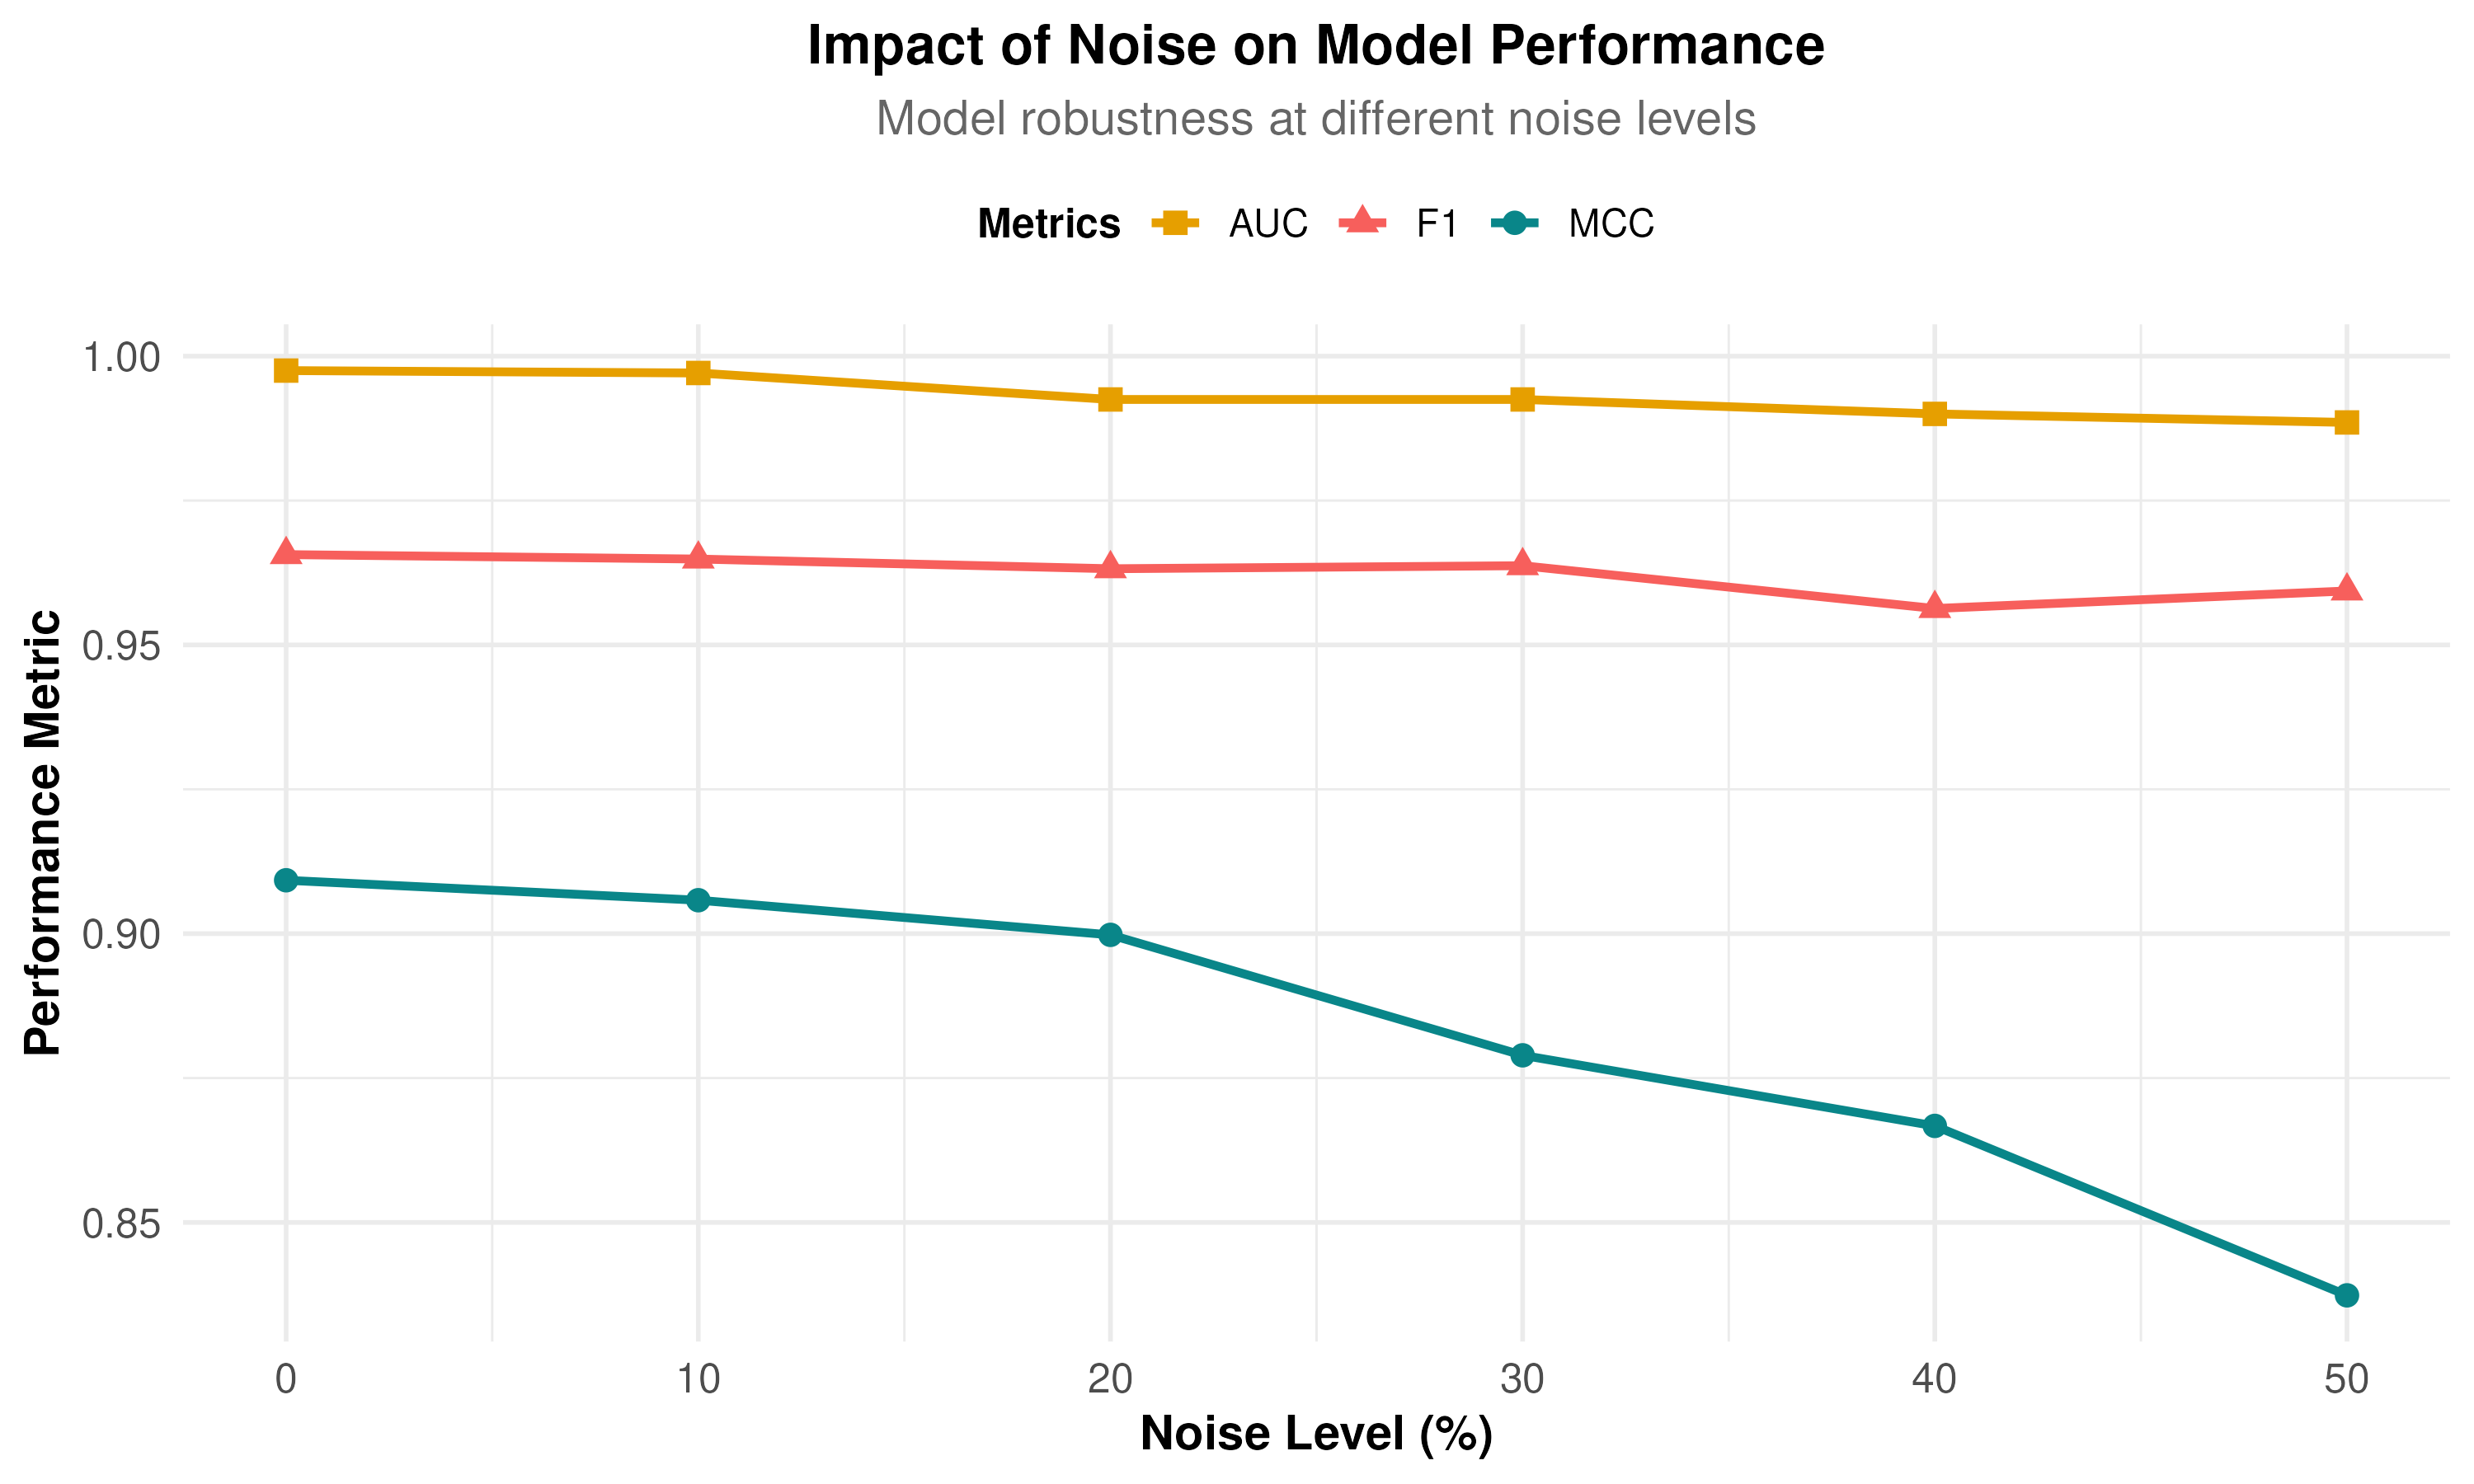 Impact of Noise on Model Performance
Model robustness at different noise levels
Metrics AUC F1 MCC
Performance Metric
1.00
0.95
0.90
0.85
0 10 20 30 40 50
Noise Level (%)